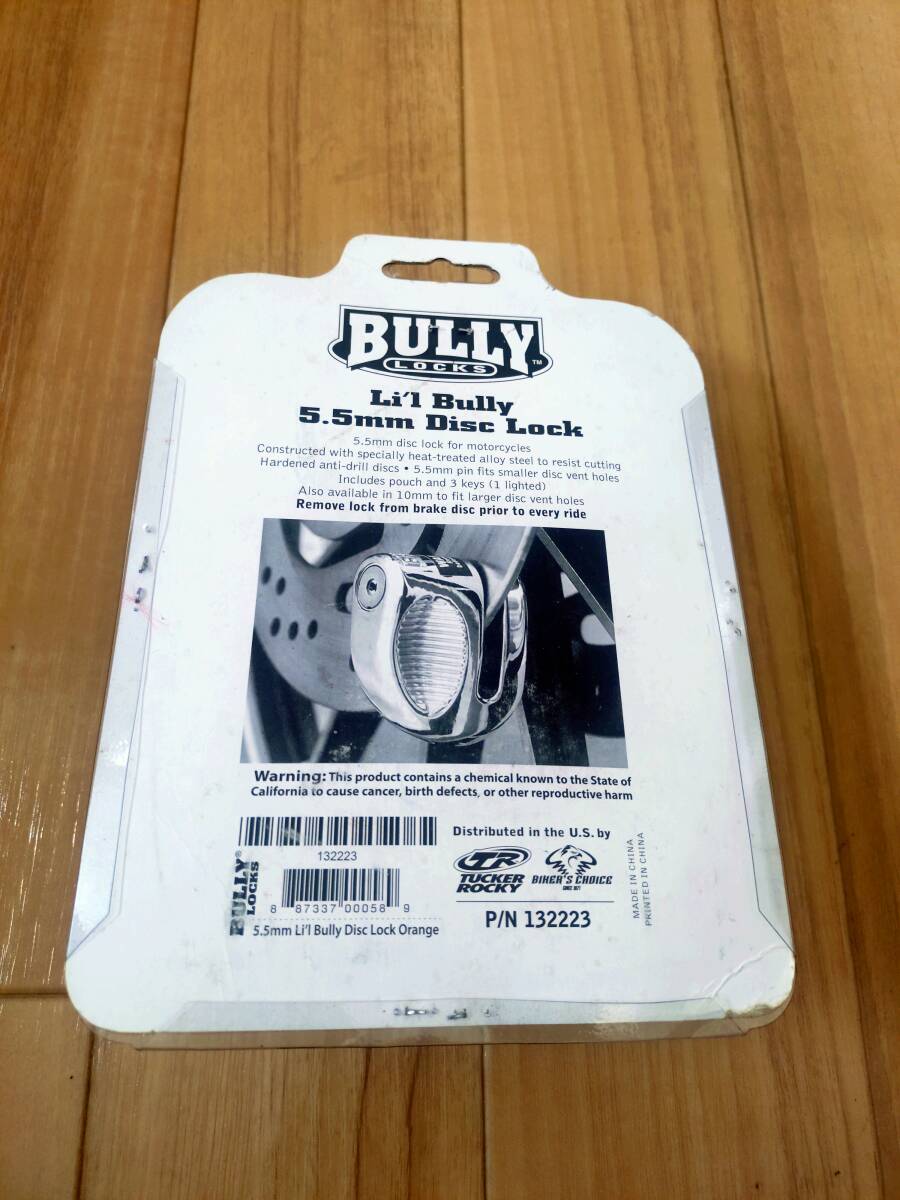 BULLY
LOCKS
TM
Li'l Bully
5.5mm Disc Lock
5.5mm disc lock for motorcycles
Constructed with specially heat-treated alloy steel to resist cutting
Hardened anti-drill discs • 5.5mm pin fits smaller disc vent holes
Includes pouch and 3 keys (1 lighted)
Also available in 10mm to fit larger disc vent holes
Remove lock from brake disc prior to every ride
Warning: This product contains a chemical known to the State of
California to cause cancer, birth defects, or other reproductive harm
132223
BULLY®
LOCKS
8 87337 00058 9
5.5mm Li'l Bully Disc Lock Orange
Distributed in the U.S. by
TR
TUCKER
ROCKY
BIKER'S CHOICE
SINCE 1971
P/N 132223
MADE IN CHINA
PRINTED IN CHINA